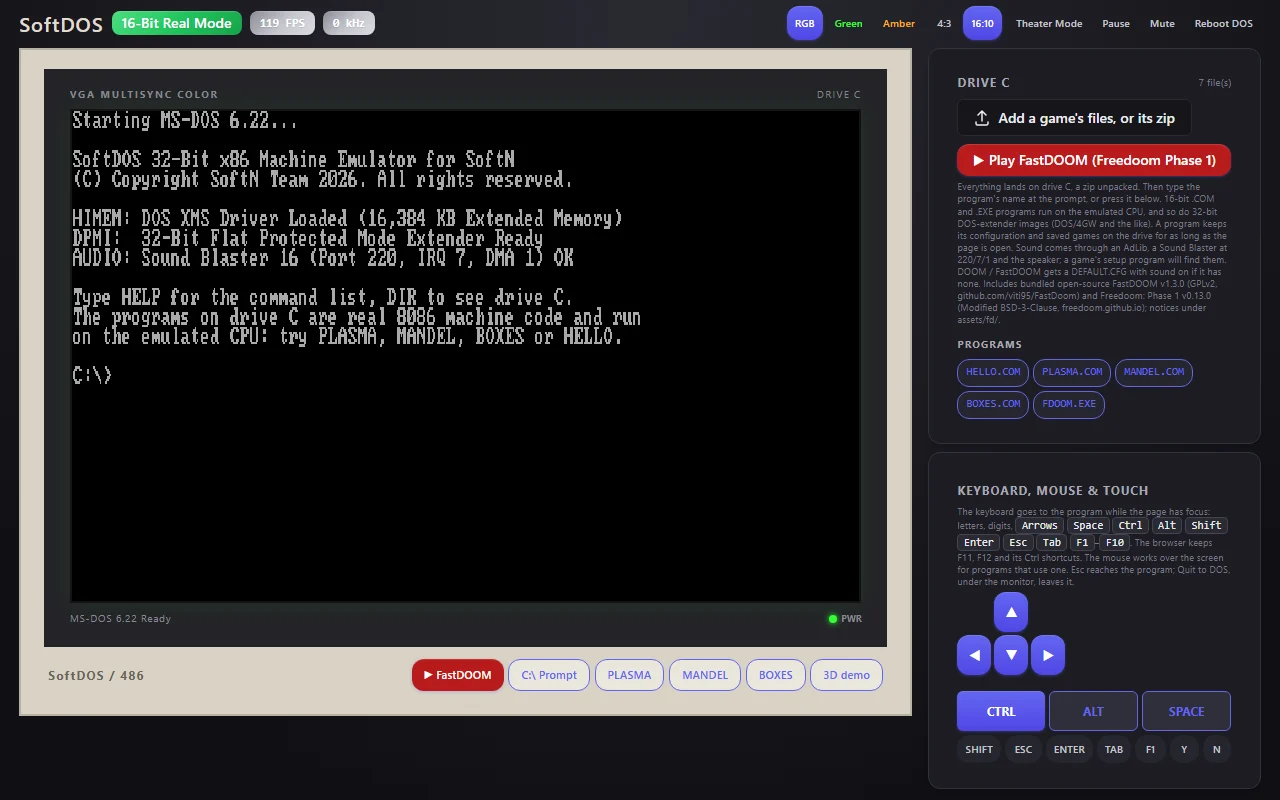 SoftDOS 16-Bit Real Mode 119 FPS 0 kHz RGB Green Amber 4:3 16:10 Theater Mode Pause Mute Reboot DOS
VGA MULTISYNC COLOR DRIVE C
Starting MS-DOS 6.22...
SoftDOS 32-Bit x86 Machine Emulator for SoftN
(C) Copyright SoftN Team 2026. All rights reserved.
HIMEM: DOS XMS Driver Loaded (16,384 KB Extended Memory)
DPMI:  32-Bit Flat Protected Mode Extender Ready
AUDIO: Sound Blaster 16 (Port 220, IRQ 7, DMA 1) OK
Type HELP for the command list, DIR to see drive C.
The programs on drive C are real 8086 machine code and run
on the emulated CPU: try PLASMA, MANDEL, BOXES or HELLO.
C:\>
MS-DOS 6.22 Ready PWR
SoftDOS / 486 ▶ FastDOOM C:\ Prompt PLASMA MANDEL BOXES 3D demo
DRIVE C 7 file(s)
Add a game's files, or its zip
▶ Play FastDOOM (Freedoom Phase 1)
Everything lands on drive C, a zip unpacked. Then type the
program's name at the prompt, or press it below. 16-bit .COM
and .EXE programs run on the emulated CPU, and so do 32-bit
DOS-extender images (DOS/4GW and the like). A program keeps
its configuration and saved games on the drive for as long as the
page is open. Sound comes through an AdLib, a Sound Blaster at
220/7/1 and the speaker; a game's setup program will find them.
DOOM / FastDOOM gets a DEFAULT.CFG with sound on if it has
none. Includes bundled open-source FastDOOM v1.3.0 (GPLv2,
github.com/viti95/FastDoom) and Freedoom: Phase 1 v0.13.0
(Modified BSD-3-Clause, freedoom.github.io); notices under
assets/fd/.
PROGRAMS
HELLO.COM PLASMA.COM MANDEL.COM
BOXES.COM FDOOM.EXE
KEYBOARD, MOUSE & TOUCH
The keyboard goes to the program while the page has focus:
letters, digits, Arrows Space Ctrl Alt Shift
Enter Esc Tab F1–F10. The browser keeps
F11, F12 and its Ctrl shortcuts. The mouse works over the screen
for programs that use one. Esc reaches the program; Quit to DOS,
under the monitor, leaves it.
▲
◀ ▼ ▶
CTRL ALT SPACE
SHIFT ESC ENTER TAB F1 Y N